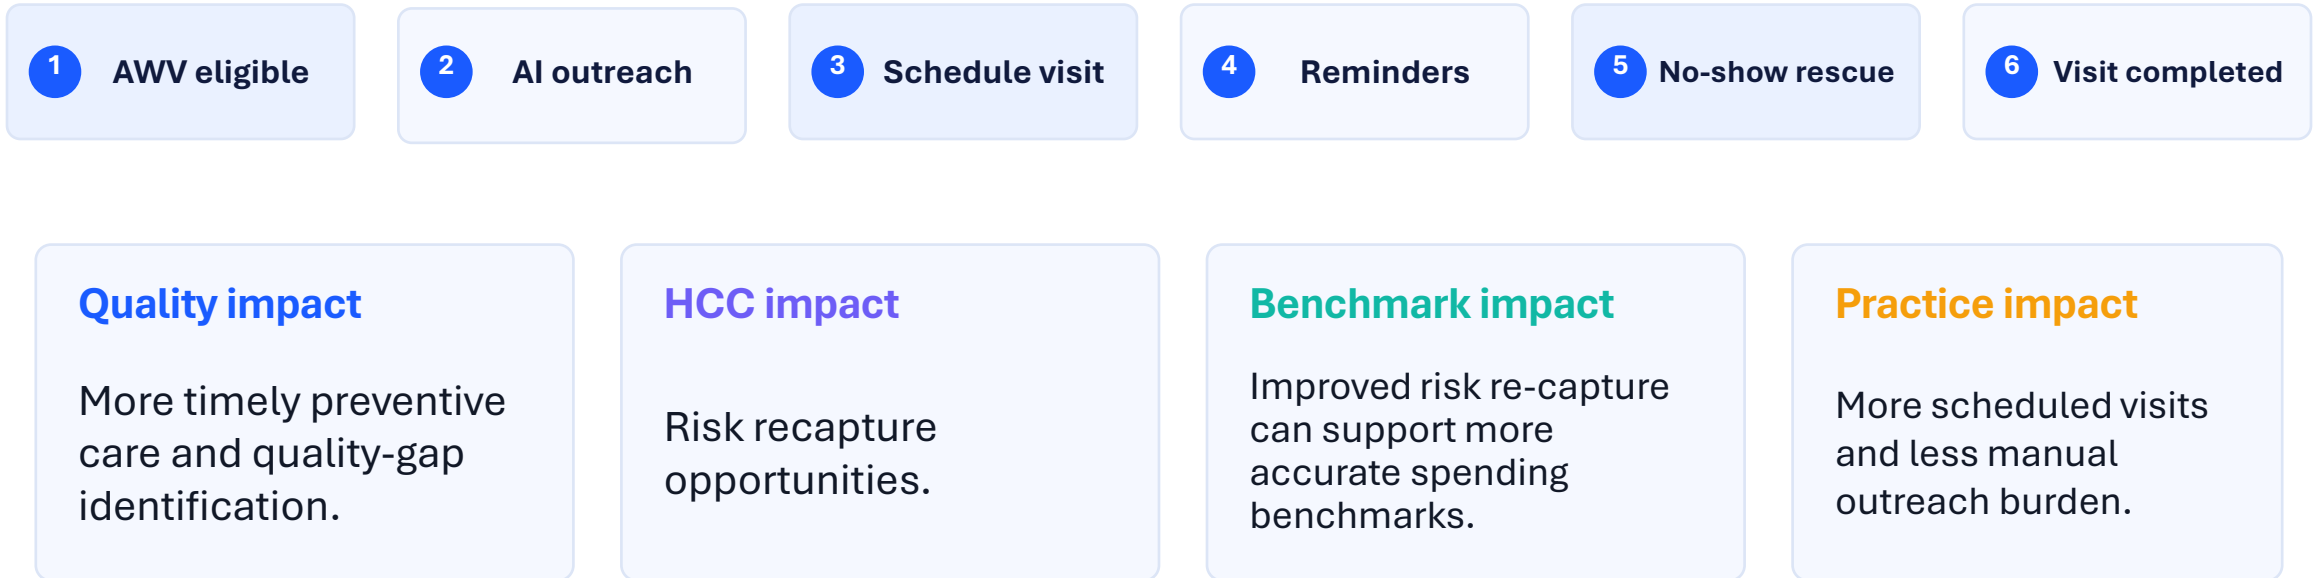 1 AWV eligible
2 AI outreach
3 Schedule visit
4 Reminders
5 No-show rescue
6 Visit completed
Quality impact
More timely preventive
care and quality-gap
identification.
HCC impact
Risk recapture
opportunities.
Benchmark impact
Improved risk re-capture
can support more
accurate spending
benchmarks.
Practice impact
More scheduled visits
and less manual
outreach burden.